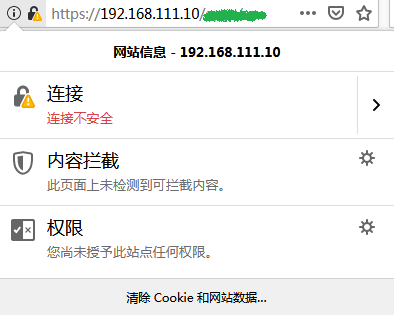 https://192.168.111.10/
网站信息 - 192.168.111.10
连接
连接不安全
内容拦截
此页面上未检测到可拦截内容。
权限
您尚未授予此站点任何权限。
清除 Cookie 和网站数据...